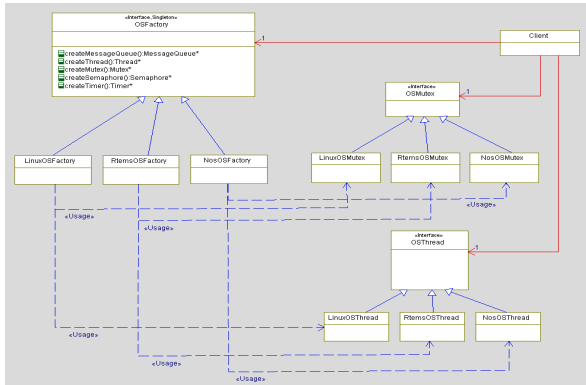 «Interface,Singleton»
OSFactory
createMessageQueue():MessageQueue*
createThread():Thread*
createMutex():Mutex*
createSemaphore():Semaphore*
createTimer():Timer*
Client
1
«Interface»
OSMutex
1
LinuxOSFactory
RtemsOSFactory
NosOSFactory
LinuxOSMutex
RtemsOSMutex
NosOSMutex
«Usage»
«Usage»
«Usage»
«Interface»
OSThread
1
LinuxOSThread
RtemsOSThread
NosOSThread
«Usage»
«Usage»
«Usage»